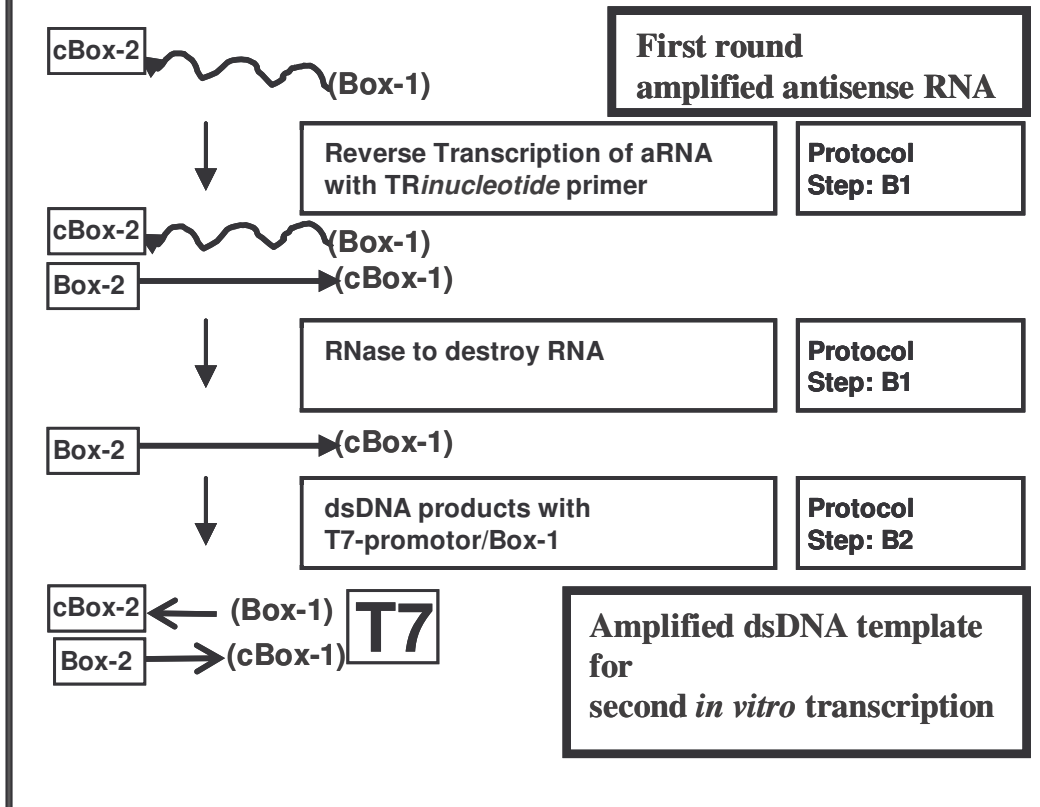 cBox-2
(Box-1)
First round
amplified antisense RNA
Reverse Transcription of aRNA
with TRinucleotide primer
Protocol
Step: B1
cBox-2
(Box-1)
Box-2
(cBox-1)
RNase to destroy RNA
Protocol
Step: B1
Box-2
(cBox-1)
dsDNA products with
T7-promotor/Box-1
Protocol
Step: B2
cBox-2
(Box-1)
T7
Box-2
(cBox-1)
Amplified dsDNA template
for
second in vitro transcription